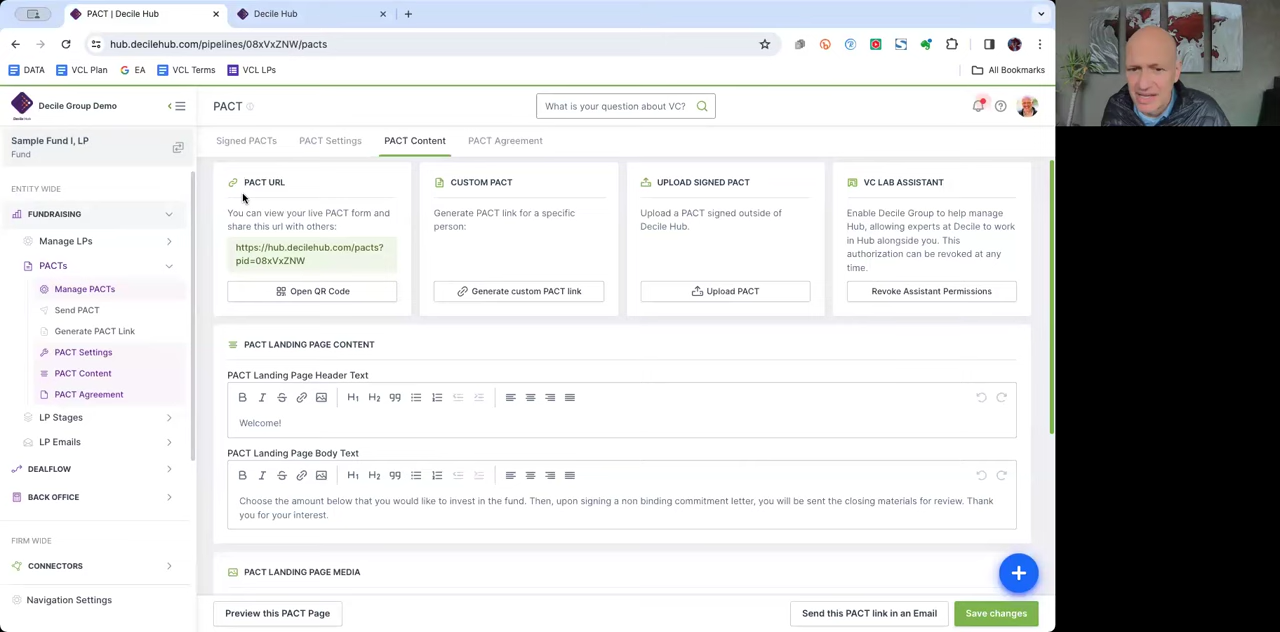 PACT | Decile Hub
Decile Hub
hub.decilehub.com/pipelines/08xVxZNW/pacts
DATA
VCL Plan
EA
VCL Terms
VCL LPs
All Bookmarks
Decile Group Demo
PACT
What is your question about VC?
Sample Fund I, LP
Fund
ENTITY WIDE
FUNDRAISING
Manage LPs
PACTs
Manage PACTs
Send PACT
Generate PACT Link
PACT Settings
PACT Content
PACT Agreement
LP Stages
LP Emails
DEALFLOW
BACK OFFICE
FIRM WIDE
CONNECTORS
Navigation Settings
Signed PACTs
PACT Settings
PACT Content
PACT Agreement
PACT URL
You can view your live PACT form and
share this url with others:
https://hub.decilehub.com/pacts?
pid=08xVxZNW
Open QR Code
CUSTOM PACT
Generate PACT link for a specific
person:
Generate custom PACT link
UPLOAD SIGNED PACT
Upload a PACT signed outside of
Decile Hub.
Upload PACT
VC LAB ASSISTANT
Enable Decile Group to help manage
Hub, allowing experts at Decile to work
in Hub alongside you. This
authorization can be revoked at any
time.
Revoke Assistant Permissions
PACT LANDING PAGE CONTENT
PACT Landing Page Header Text
H1 H2
Welcome!
PACT Landing Page Body Text
H1 H2
Choose the amount below that you would like to invest in the fund. Then, upon signing a non binding commitment letter, you will be sent the closing materials for review. Thank
you for your interest.
PACT LANDING PAGE MEDIA
Preview this PACT Page
Send this PACT link in an Email
Save changes